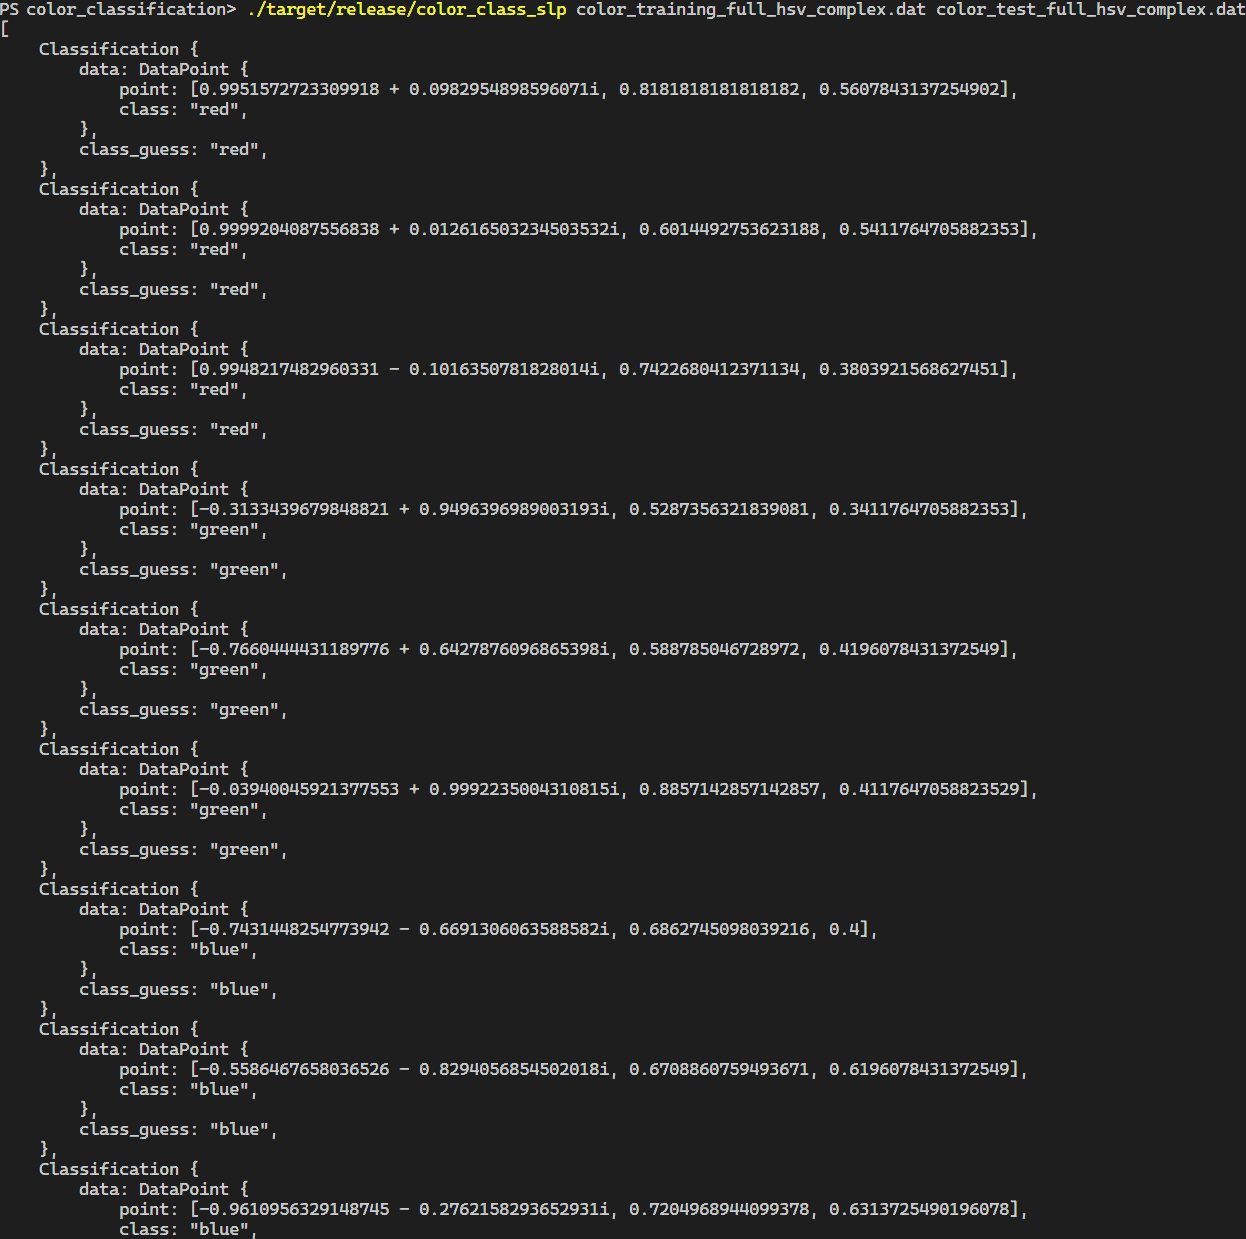 PS color_classification> ./target/release/color_class_slp color_training_full_hsv_complex.dat color_test_full_hsv_complex.dat
[
    Classification {
        data: DataPoint {
            point: [0.9951572723309918 + 0.0982954898596071i, 0.8181818181818182, 0.5607843137254902],
            class: "red",
        },
        class_guess: "red",
    },
    Classification {
        data: DataPoint {
            point: [0.9999204087556838 + 0.0126165032345035​32i, 0.6014492753623188, 0.5411764705882353],
            class: "red",
        },
        class_guess: "red",
    },
    Classification {
        data: DataPoint {
            point: [0.9948217482960331 - 0.1016350781828014i, 0.7422680412371134, 0.3803921568627451],
            class: "red",
        },
        class_guess: "red",
    },
    Classification {
        data: DataPoint {
            point: [-0.3133439679848821 + 0.9496396989003193i, 0.5287356321839081, 0.3411764705882353],
            class: "green",
        },
        class_guess: "green",
    },
    Classification {
        data: DataPoint {
            point: [-0.7660444431189776 + 0.6427876096865398i, 0.588785046728972, 0.4196078431372549],
            class: "green",
        },
        class_guess: "green",
    },
    Classification {
        data: DataPoint {
            point: [-0.03940045921377553 + 0.9992235004310815i, 0.8857142857142857, 0.4117647058823529],
            class: "green",
        },
        class_guess: "green",
    },
    Classification {
        data: DataPoint {
            point: [-0.7431448254773942 - 0.6691306063588582i, 0.6862745098039216, 0.4],
            class: "blue",
        },
        class_guess: "blue",
    },
    Classification {
        data: DataPoint {
            point: [-0.5586467658036526 - 0.8294056854502018i, 0.6708860759493671, 0.6196078431372549],
            class: "blue",
        },
        class_guess: "blue",
    },
    Classification {
        data: DataPoint {
            point: [-0.9610956329148745 - 0.2762158293652931i, 0.7204968944099378, 0.6313725490196078],
            class: "blue",